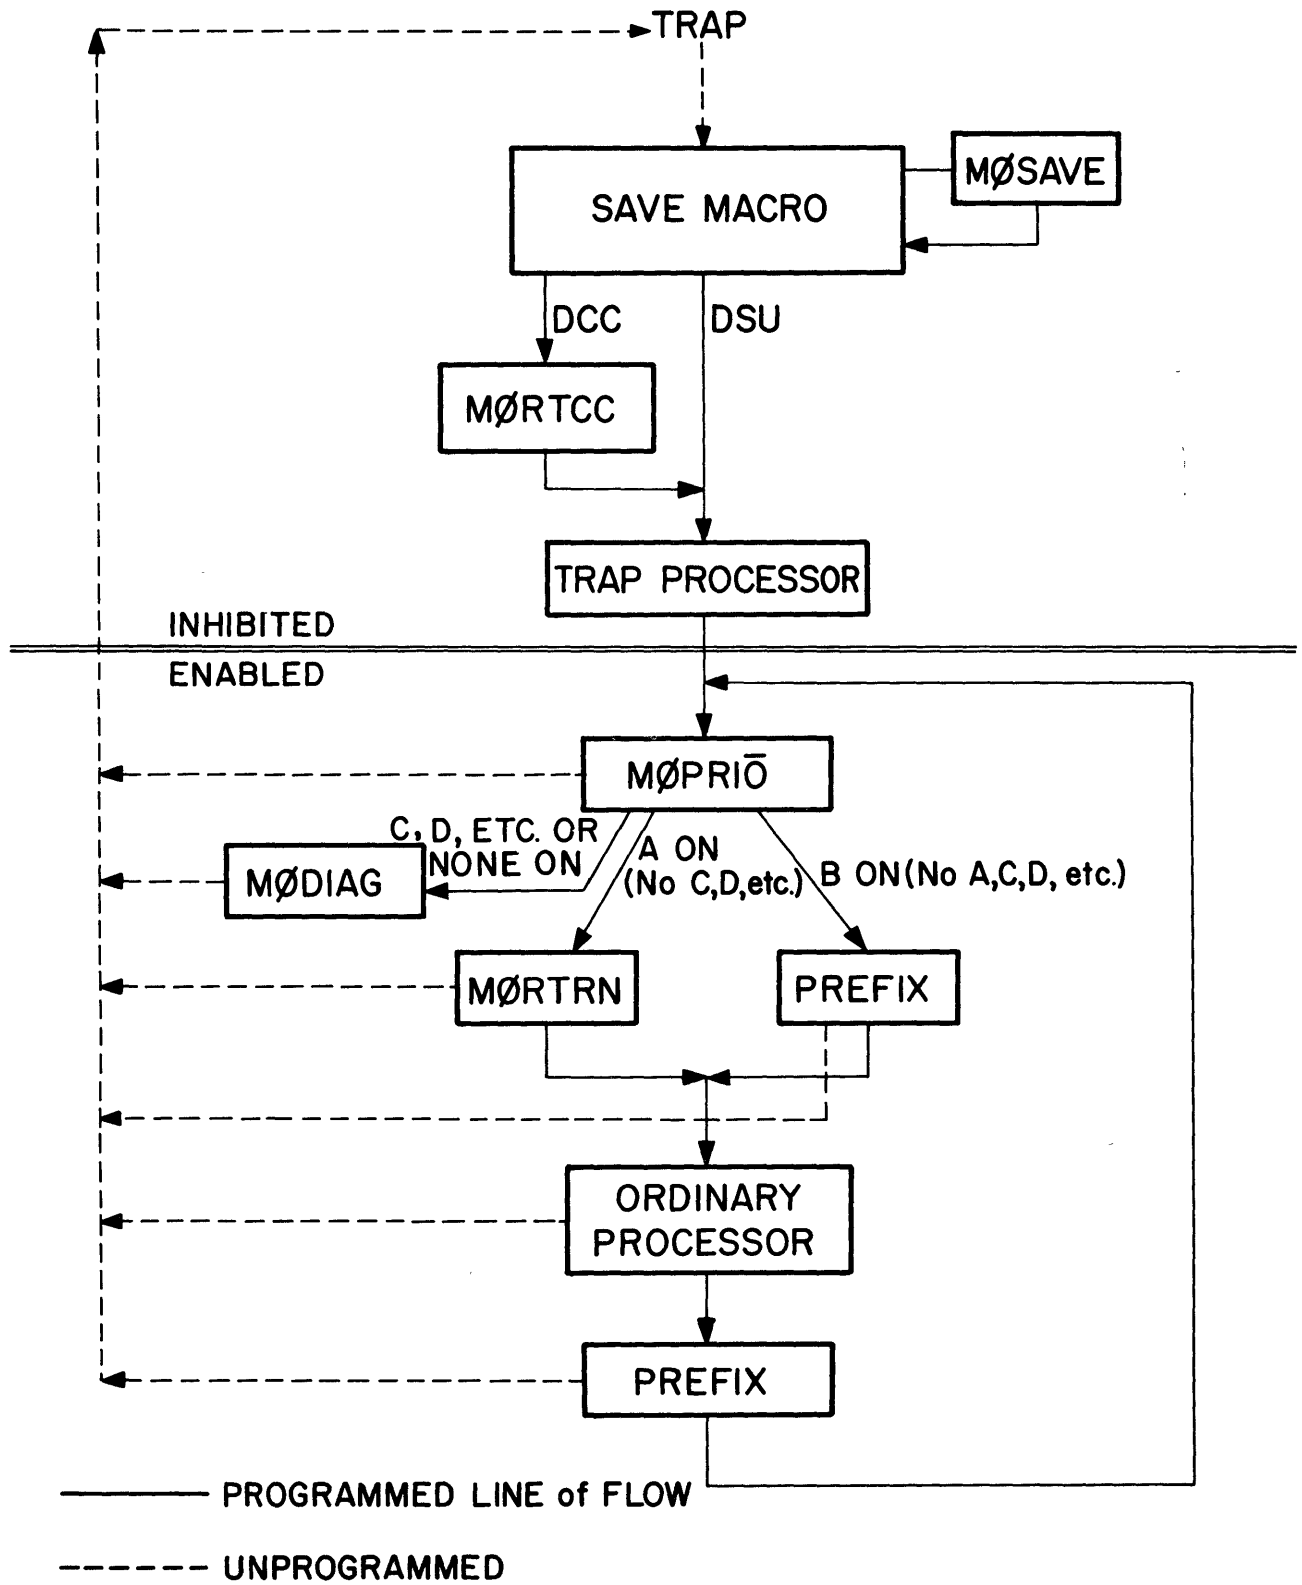 TRAP
SAVE MACRO
MØSAVE
DCC
DSU
MØRTCC
TRAP PROCESSOR
INHIBITED
ENABLED
MØPRIŌ
C, D, ETC. OR
NONE ON
A ON
(No C,D,etc.)
B ON (No A,C,D, etc.)
MØDIAG
MØRTRN
PREFIX
ORDINARY
PROCESSOR
PREFIX
PROGRAMMED LINE of FLOW
UNPROGRAMMED